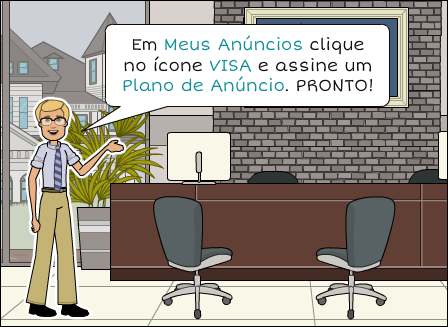 Em Meus Anúncios clique
no ícone VISA e assine um
Plano de Anúncio. PRONTO!